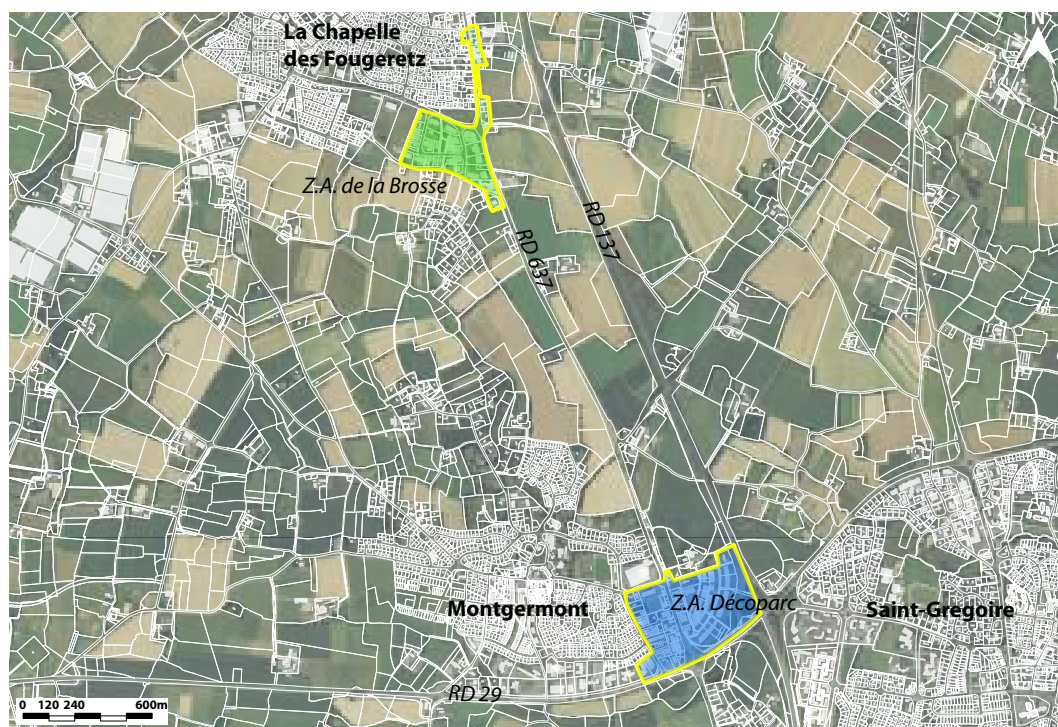 La Chapelle
des Fougeretz
N
Z.A. de la Brosse
RD 137
RD 637
Z.A. Décoparc
Montgermont
Saint-Gregoire
RD 29
0 120 240 600m